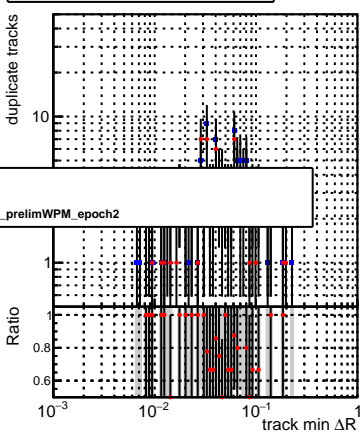 duplicate tracks
10
_prelimWPM_epoch2
1
Ratio
1
0.8
0.6
10⁻³ 10⁻² 10⁻¹ 1
track min ΔR